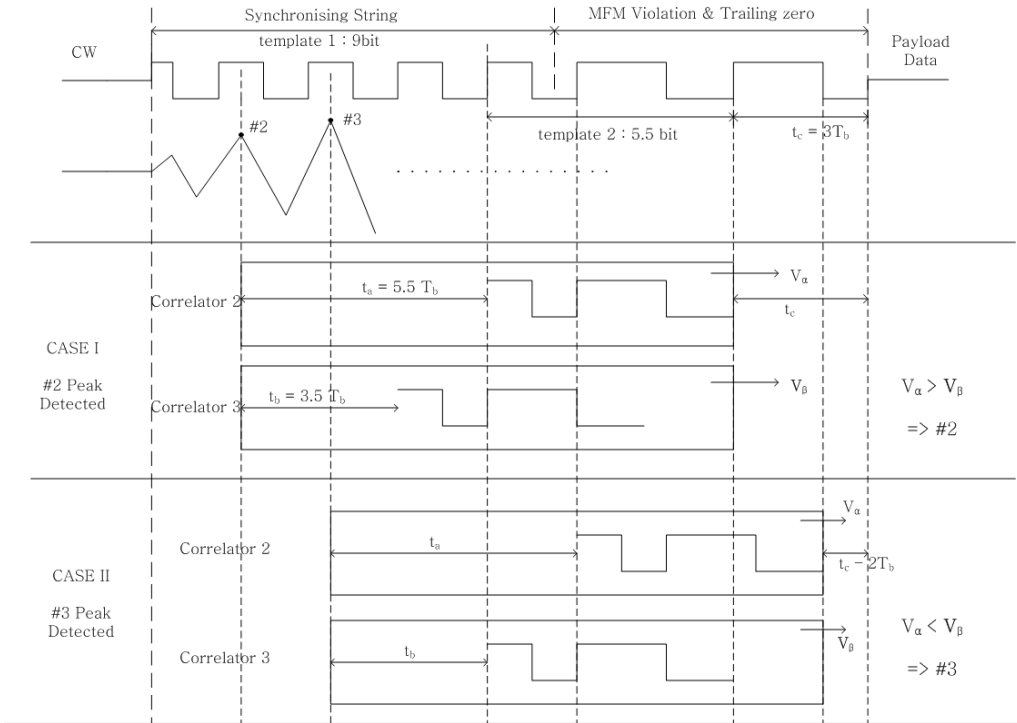 Synchronising String
MFM Violation & Trailing zero
CW
template 1 : 9bit
Payload
Data
#2
#3
template 2 : 5.5 bit
t_c = 3T_b
t_a = 5.5 T_b
V_α
Correlator 2
t_c
CASE I
#2 Peak
Detected
t_b = 3.5 T_b
V_β
Correlator 3
V_α > V_β
=> #2
V_α
Correlator 2
t_a
t_c - 2T_b
CASE II
#3 Peak
Detected
V_α < V_β
V_β
Correlator 3
t_b
=> #3